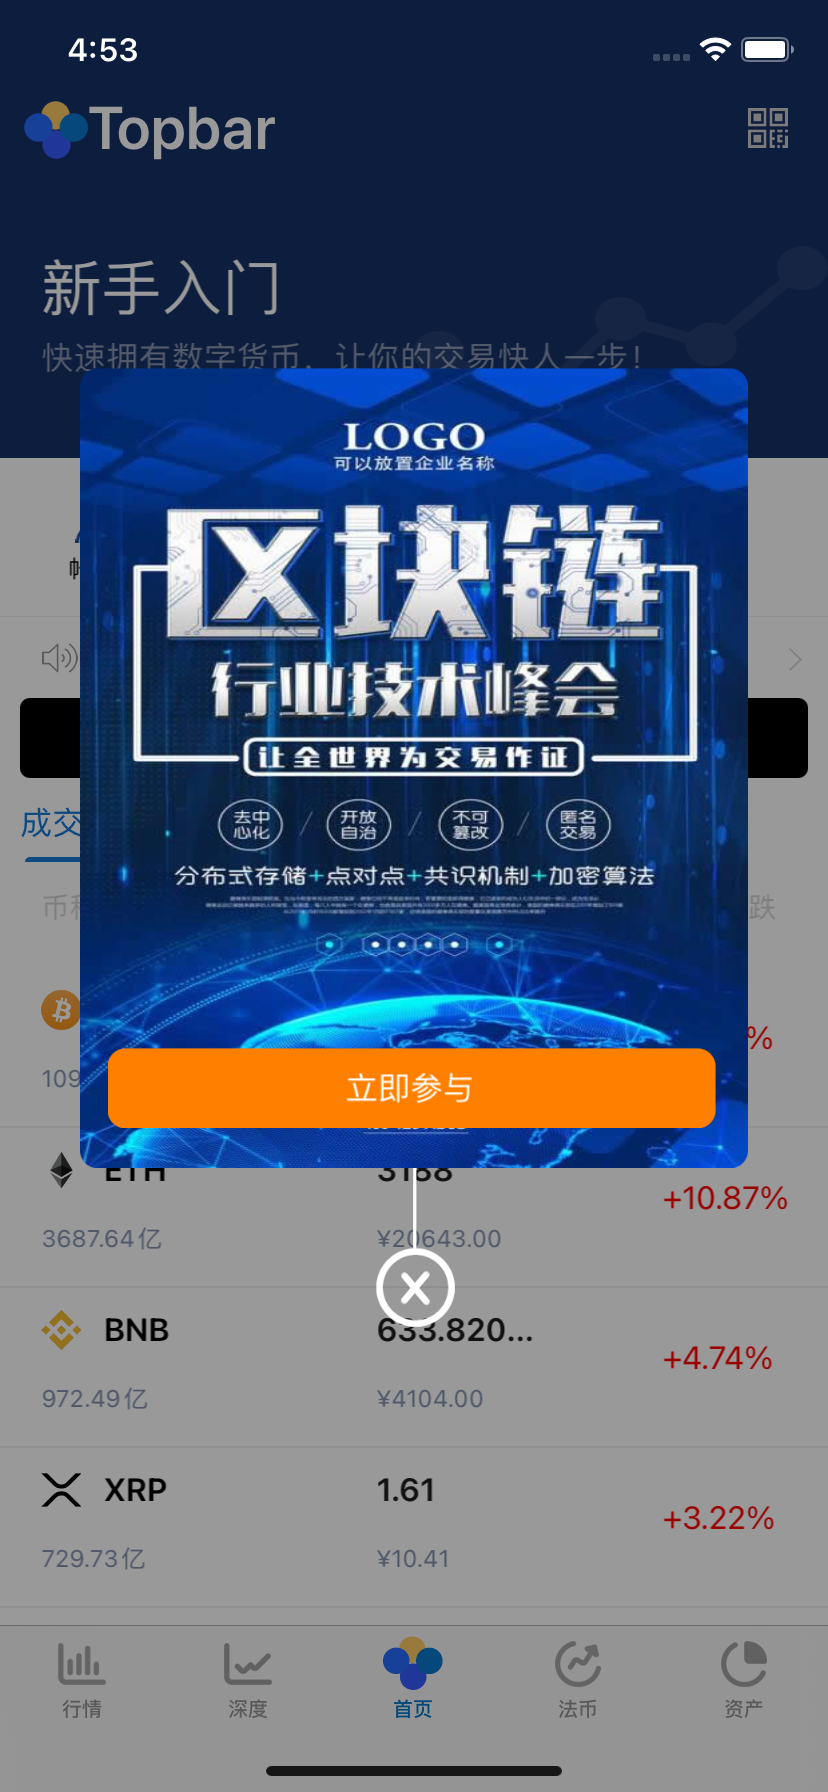 4:53
Topbar
新手入门
快速拥有数字货币，让你的交易快人一步！
LOGO
可以放置企业名称
区块链
行业技术峰会
让全世界为交易作证
去中心化 / 开放自治 / 不可篡改 / 匿名交易
分布式存储+点对点+共识机制+加密算法
成交
币
跌
%
109
立即参与
ETH
3188
+10.87%
3687.64亿
¥20643.00
BNB
633.820...
+4.74%
972.49亿
¥4104.00
XRP
1.61
+3.22%
729.73亿
¥10.41
行情
深度
首页
法币
资产